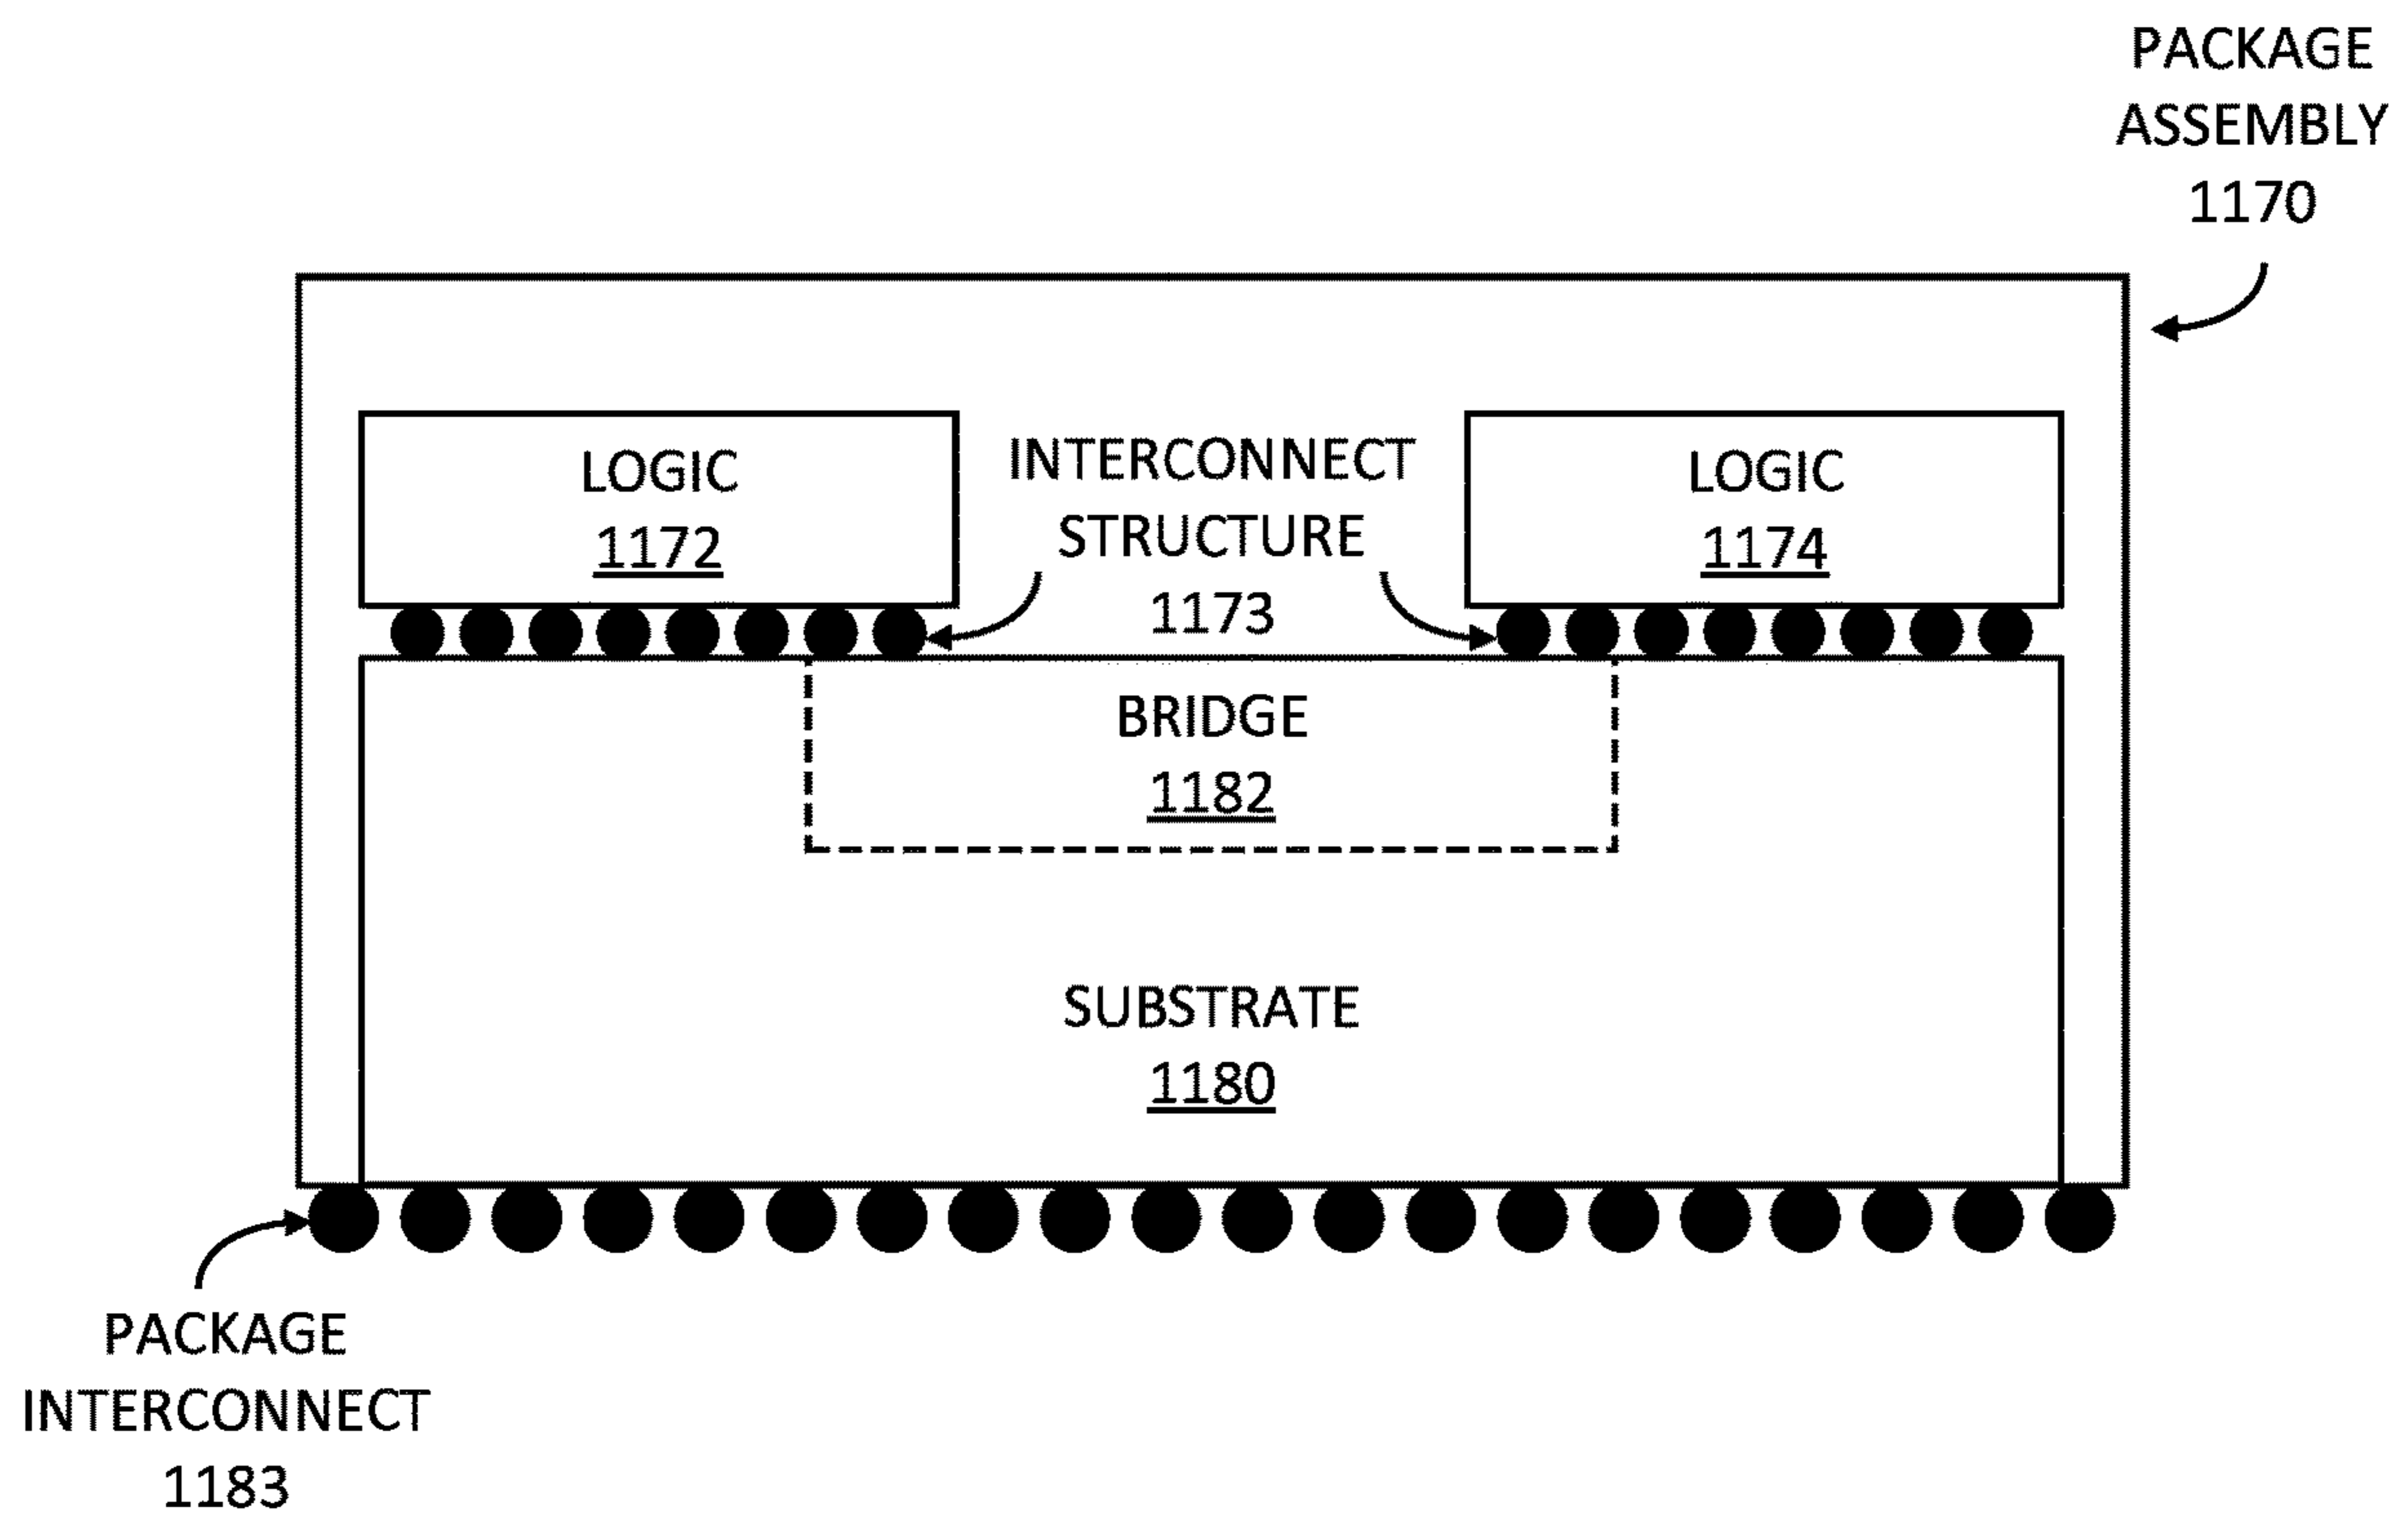 PACKAGE
ASSEMBLY
1170
LOGIC
1172
INTERCONNECT
STRUCTURE
1173
LOGIC
1174
BRIDGE
1182
SUBSTRATE
1180
PACKAGE
INTERCONNECT
1183